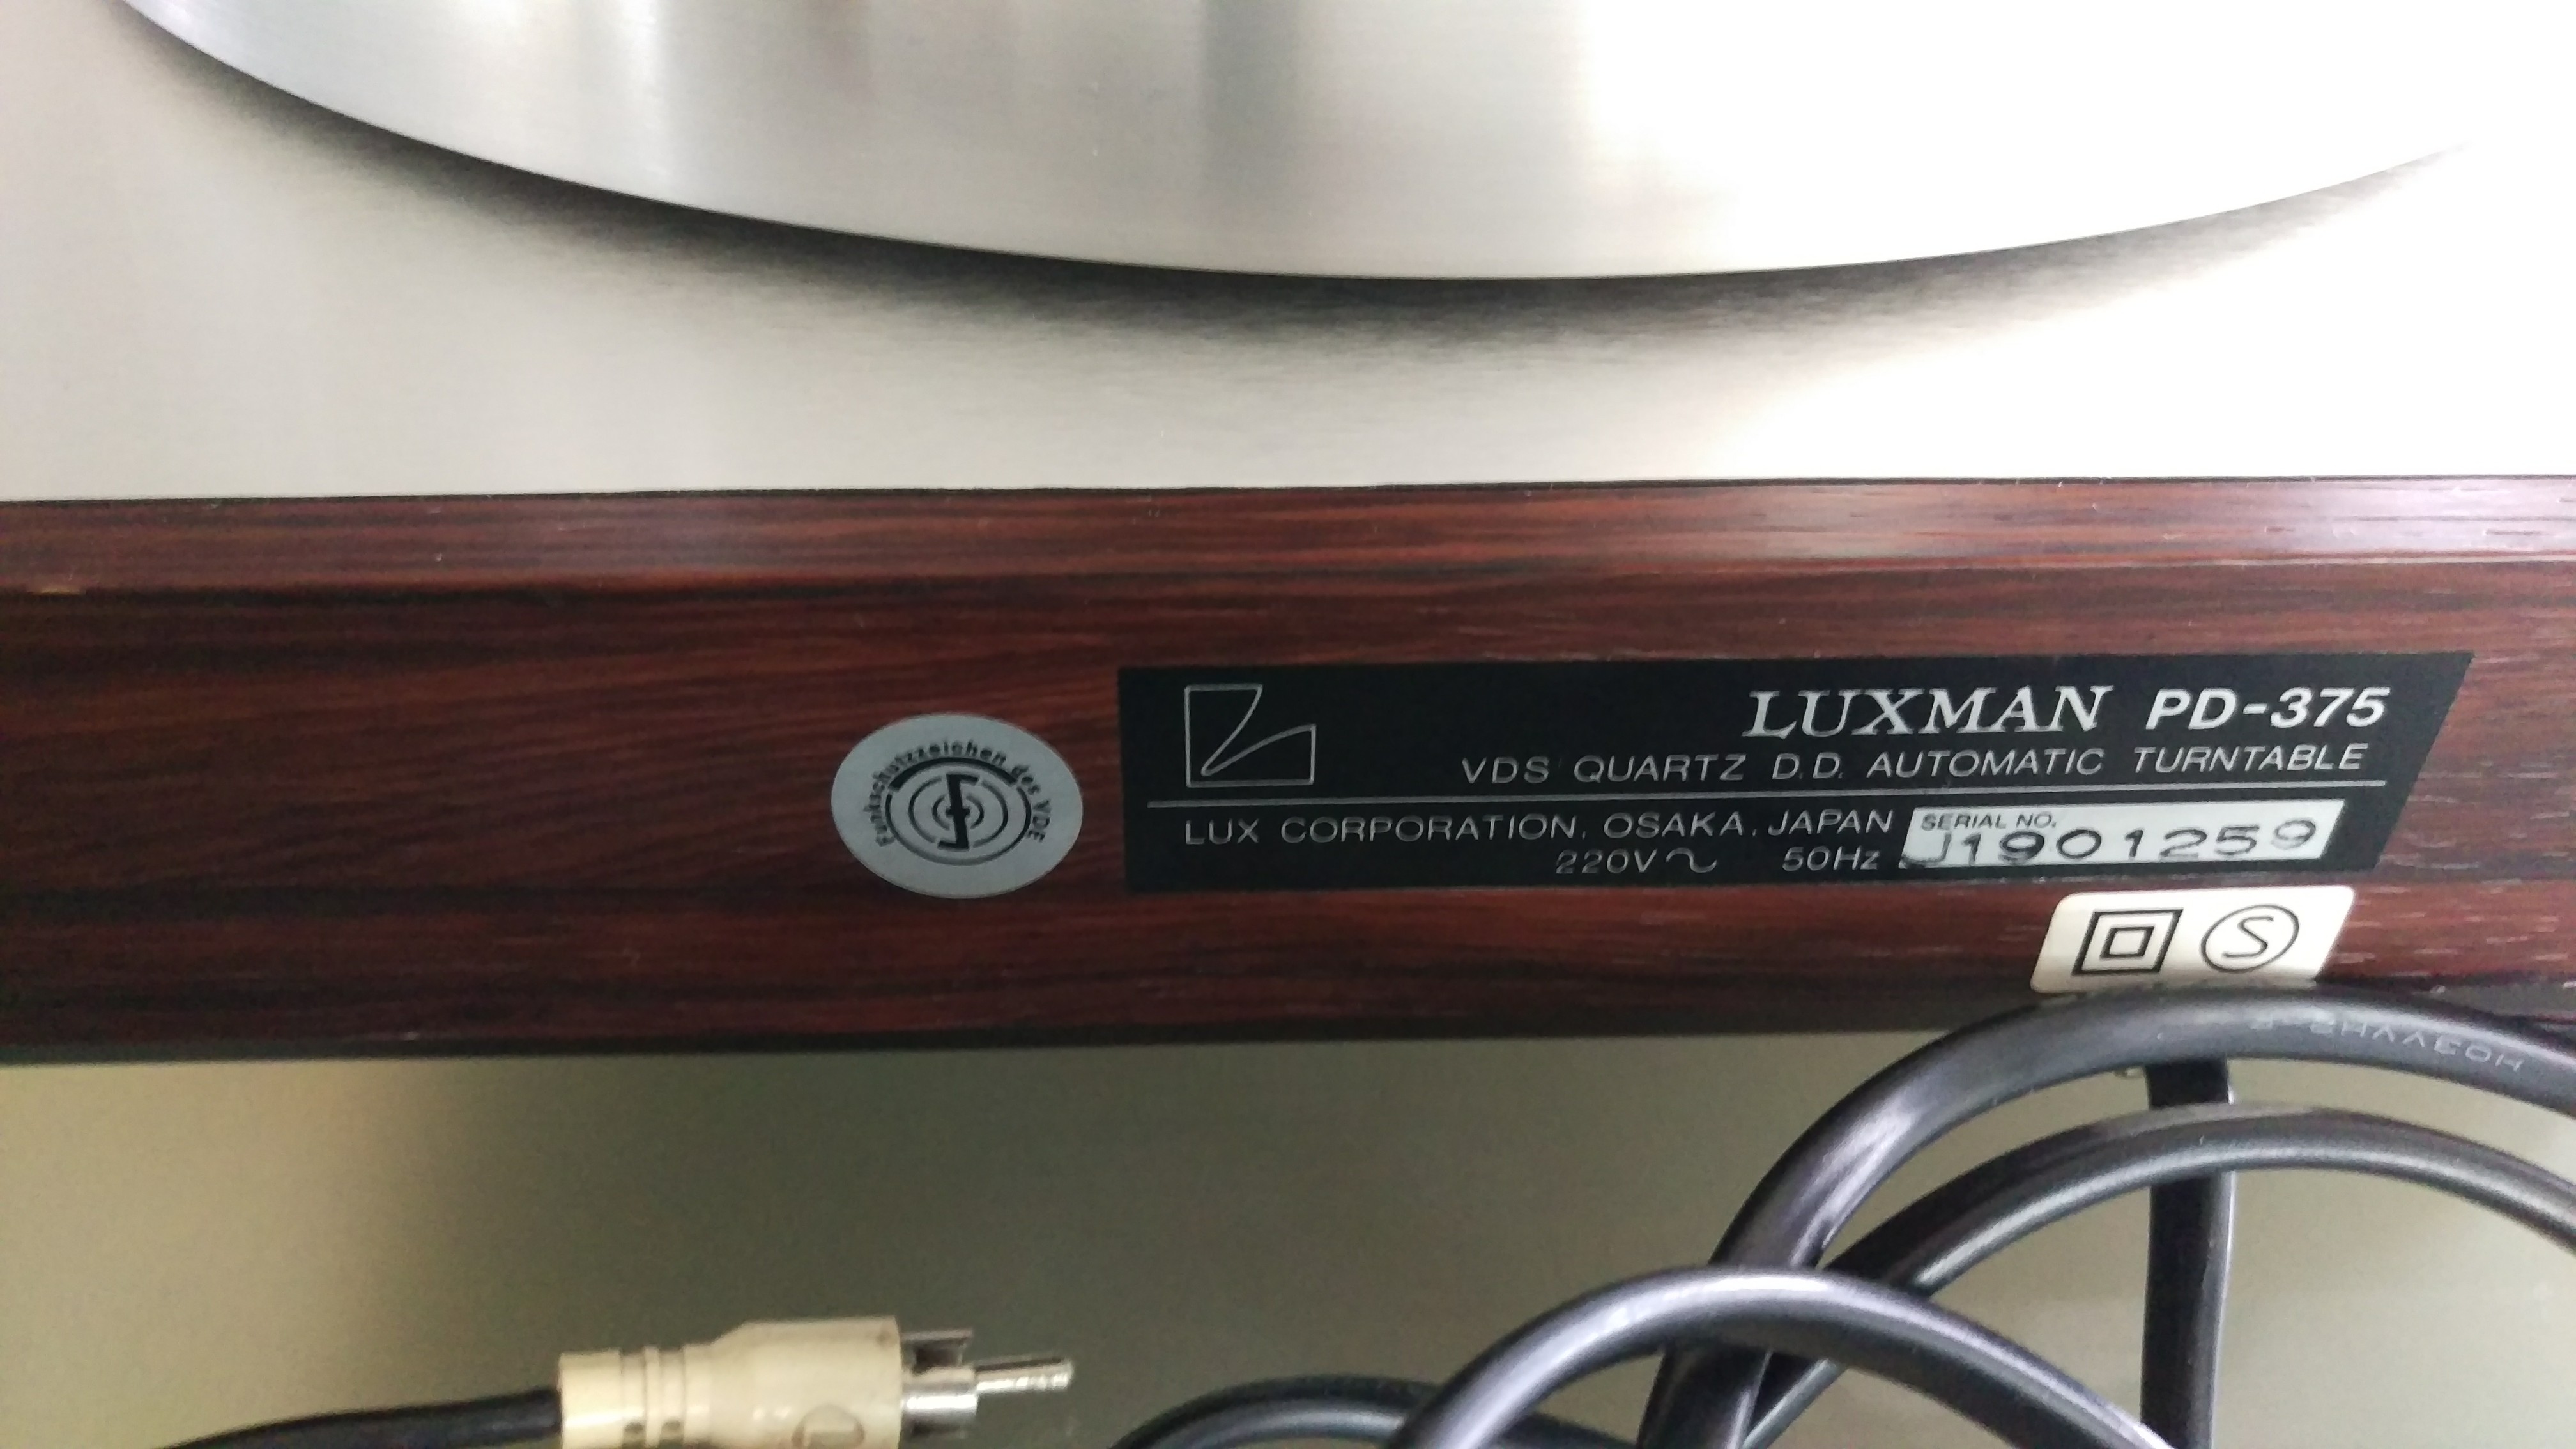 Funkschutzzeichen des VDE
LUXMAN PD-375
VDS QUARTZ D.D. AUTOMATIC TURNTABLE
LUX CORPORATION, OSAKA, JAPAN
220V~ 50Hz
SERIAL NO.
J1901259
S